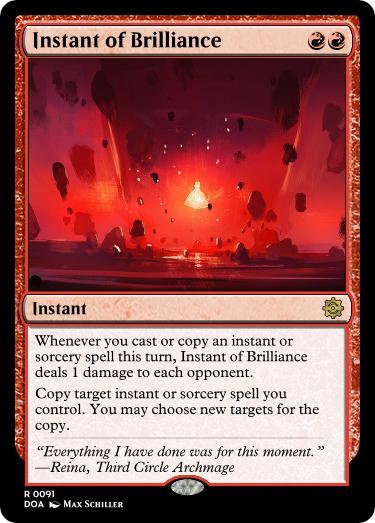 Instant of Brilliance
Instant
Whenever you cast or copy an instant or
sorcery spell this turn, Instant of Brilliance
deals 1 damage to each opponent.
Copy target instant or sorcery spell you
control. You may choose new targets for the
copy.
“Everything I have done was for this moment.”
—Reina, Third Circle Archmage
R 0091
DOA Max Schiller